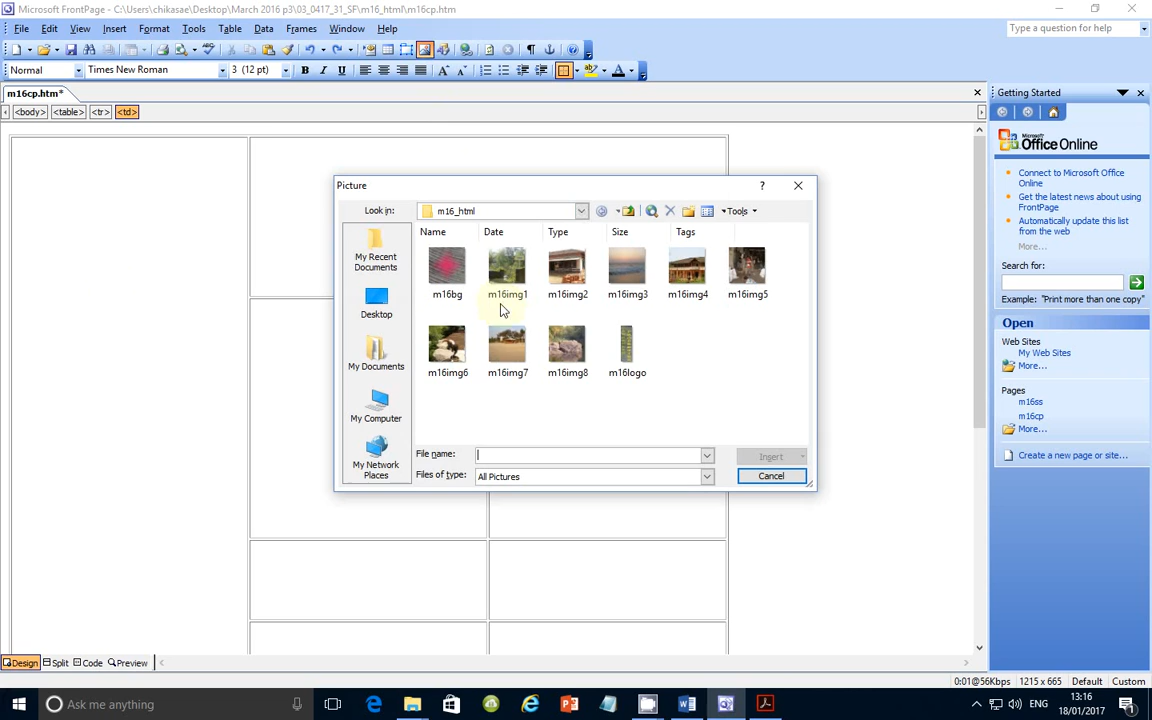 Microsoft FrontPage - C:\Users\chikasae\Desktop\March 2016 p3\03_0417_31_SF\m16_html\m16cp.htm
File Edit View Insert Format Tools Table Data Frames Window Help
Type a question for help
Normal Times New Roman 3 (12 pt) B I U A A A
m16cp.htm*
Getting Started
<body> <table> <tr> <td>
Microsoft
Office Online
Connect to Microsoft Office Online
Get the latest news about using FrontPage
Automatically update this list from the web
More...
Search for:
Example: "Print more than one copy"
Open
Web Sites
My Web Sites
More...
Pages
m16ss
m16cp
More...
Create a new page or site...
Picture
Look in: m16_html Tools
My Recent Documents
Desktop
My Documents
My Computer
My Network Places
Name Date Type Size Tags
m16bg m16img1 m16img2 m16img3 m16img4 m16img5
m16img6 m16img7 m16img8 m16logo
File name: Insert
Files of type: All Pictures Cancel
Design Split Code Preview
0:01@56Kbps 1215 x 665 Default Custom
Ask me anything
ENG
13:16
18/01/2017